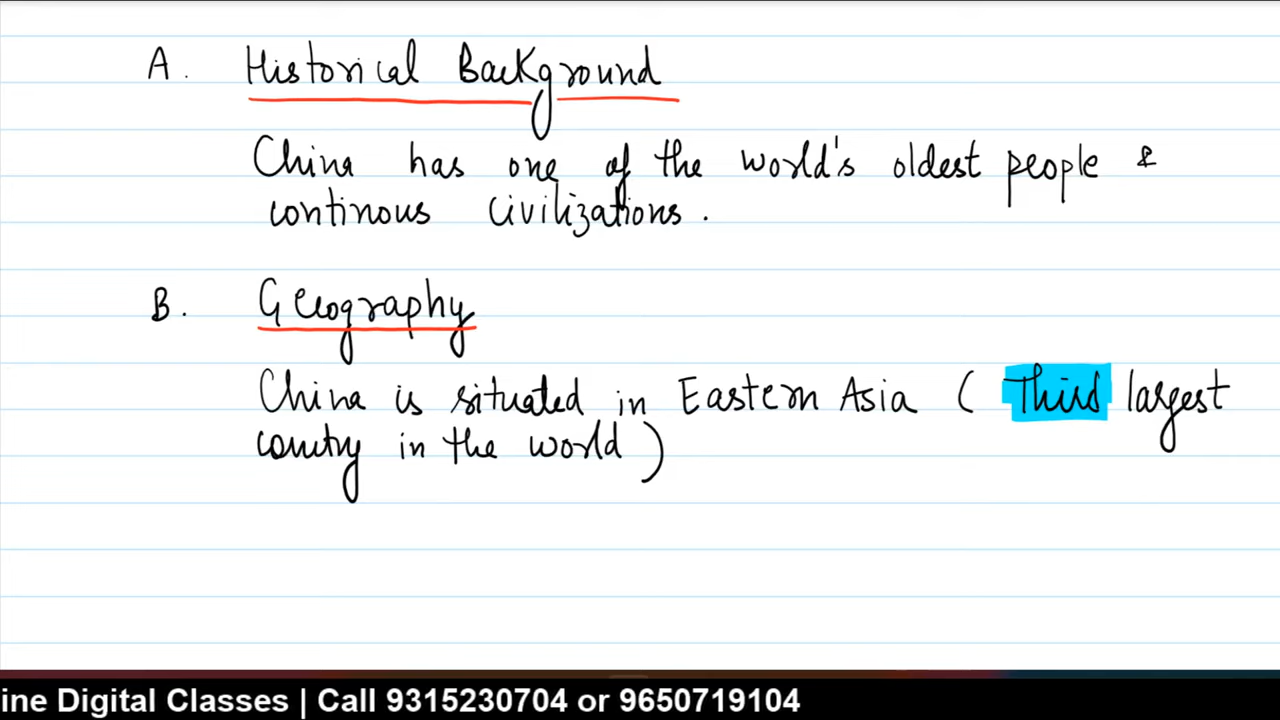 A. Historical Background
China has one of the world's oldest people &
continous civilizations.
B. Geography
China is situated in Eastern Asia ( Third largest
country in the world )
ine Digital Classes | Call 9315230704 or 9650719104